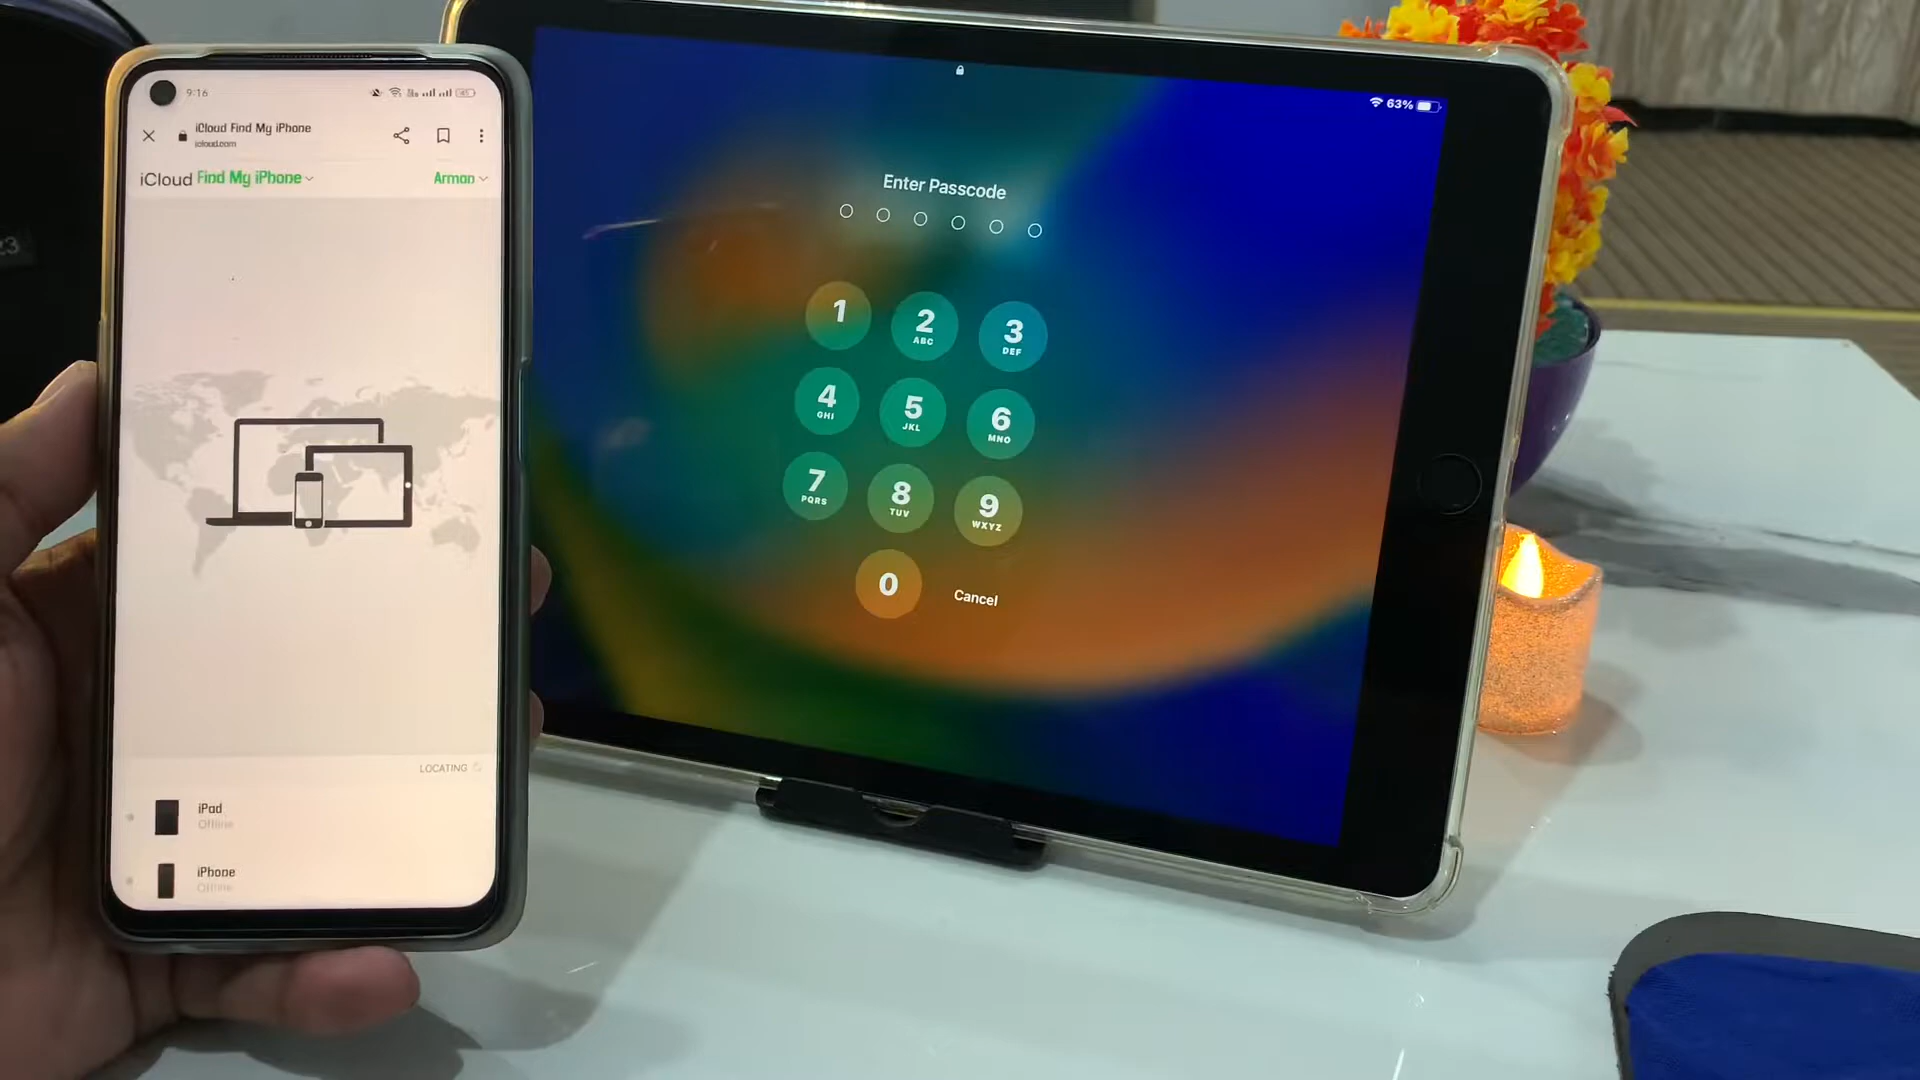 9:16
iCloud Find My iPhone
icloud.com
iCloud Find My iPhone
Arman
LOCATING
iPad
Offline
iPhone
Offline
63%
Enter Passcode
1
2
ABC
3
DEF
4
GHI
5
JKL
6
MNO
7
PQRS
8
TUV
9
WXYZ
0
Cancel
23